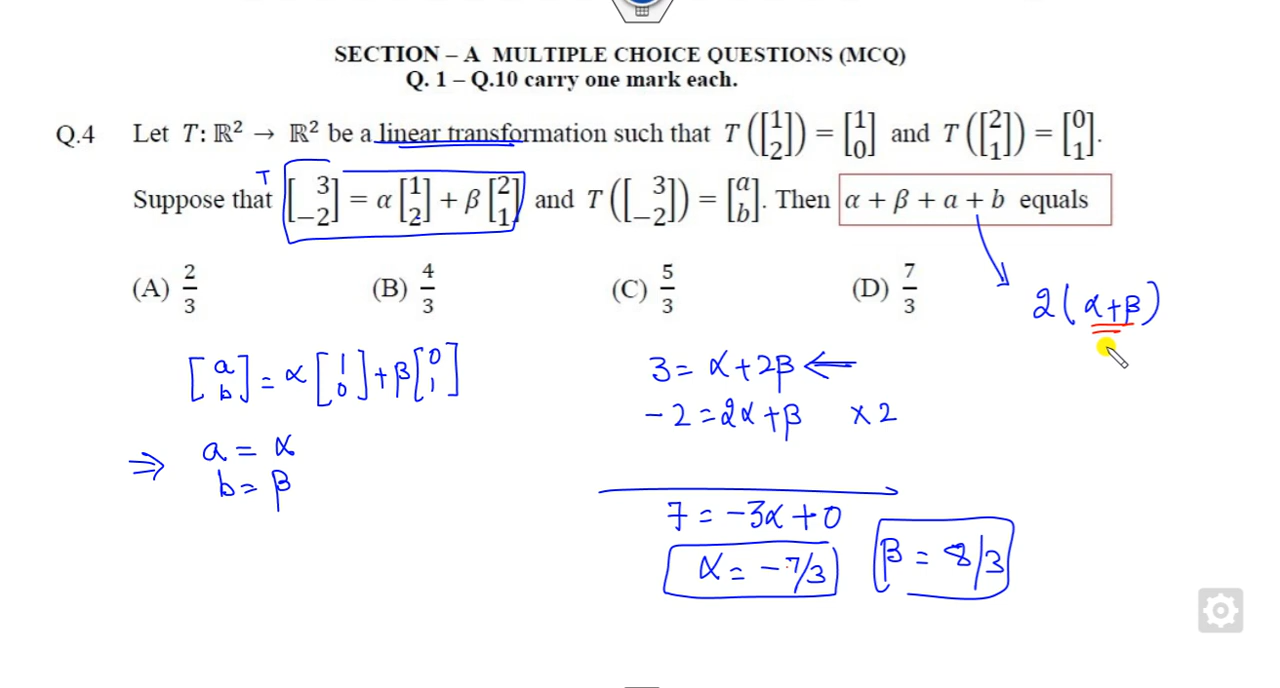 SECTION – A MULTIPLE CHOICE QUESTIONS (MCQ)
Q. 1 – Q.10 carry one mark each.
Q.4 Let T: ℝ² → ℝ² be a linear transformation such that T([1 2]) = [1 0] and T([2 1]) = [0 1].
T
Suppose that [3 −2] = α[1 2] + β[2 1] and T([3 −2]) = [a b]. Then α + β + a + b equals
(A) 2/3 (B) 4/3 (C) 5/3 (D) 7/3
2(α+β)
[a b] = α[1 0] + β[0 1]
⇒ a = α
b = β
3 = α+2β ←
-2 = 2α+β ×2
7 = -3α+0
α = -7/3 β = 8/3